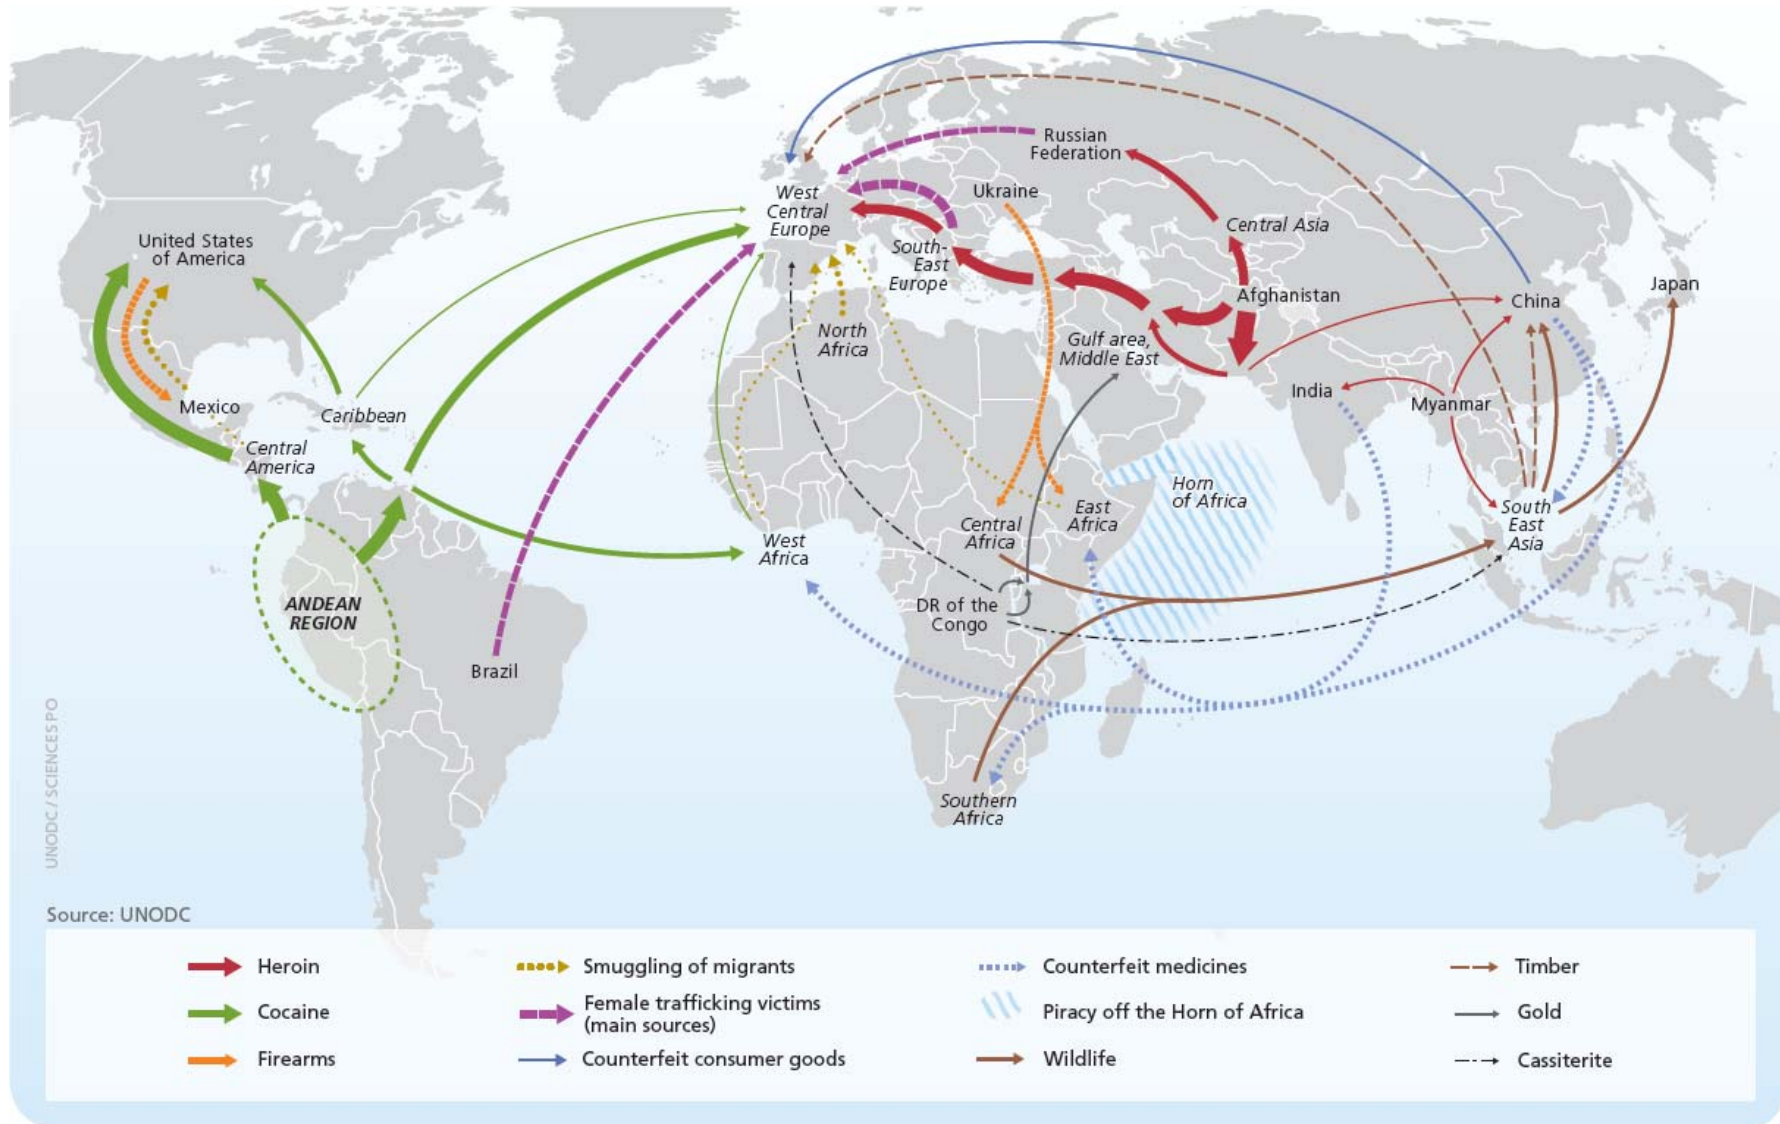 Russian
Federation
West
Central
Europe
Ukraine
Central Asia
United States
of America
South-
East
Europe
Afghanistan
China
Japan
North
Africa
Gulf area,
Middle East
India
Myanmar
Mexico
Caribbean
Central
America
Horn
of Africa
East
Africa
Central
Africa
South
East
Asia
West
Africa
ANDEAN
REGION
DR of the
Congo
Brazil
Southern
Africa
UNODC / SCIENCES PO
Source: UNODC
Heroin
Smuggling of migrants
Counterfeit medicines
Timber
Cocaine
Female trafficking victims
(main sources)
Piracy off the Horn of Africa
Gold
Firearms
Counterfeit consumer goods
Wildlife
Cassiterite